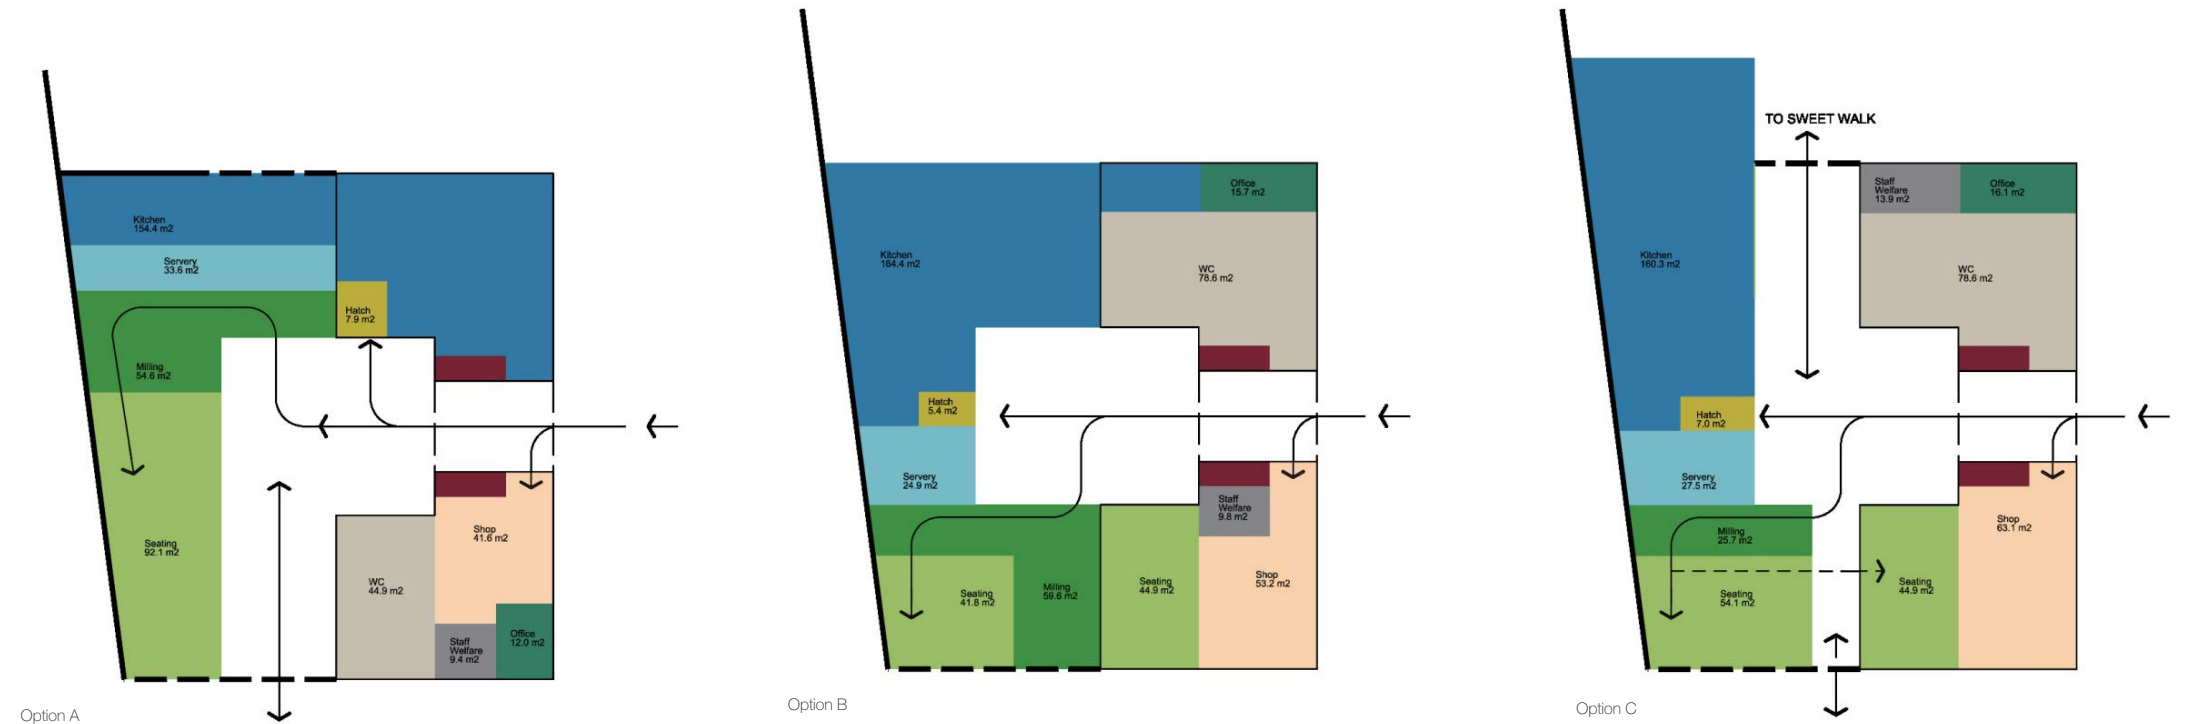 Kitchen
154.4 m2
Servery
33.6 m2
Hatch
7.9 m2
Milling
54.6 m2
Seating
92.1 m2
Shop
41.6 m2
WC
44.9 m2
Staff
Welfare
9.4 m2
Office
12.0 m2
Option A
Office
15.7 m2
Kitchen
164.4 m2
WC
78.6 m2
Hatch
5.4 m2
Servery
24.9 m2
Staff
Welfare
9.8 m2
Seating
41.8 m2
Milling
59.6 m2
Seating
44.9 m2
Shop
53.2 m2
Option B
TO SWEET WALK
Staff
Welfare
13.9 m2
Office
16.1 m2
Kitchen
160.3 m2
WC
78.6 m2
Hatch
7.0 m2
Servery
27.5 m2
Milling
25.7 m2
Shop
63.1 m2
Seating
54.1 m2
Seating
44.9 m2
Option C